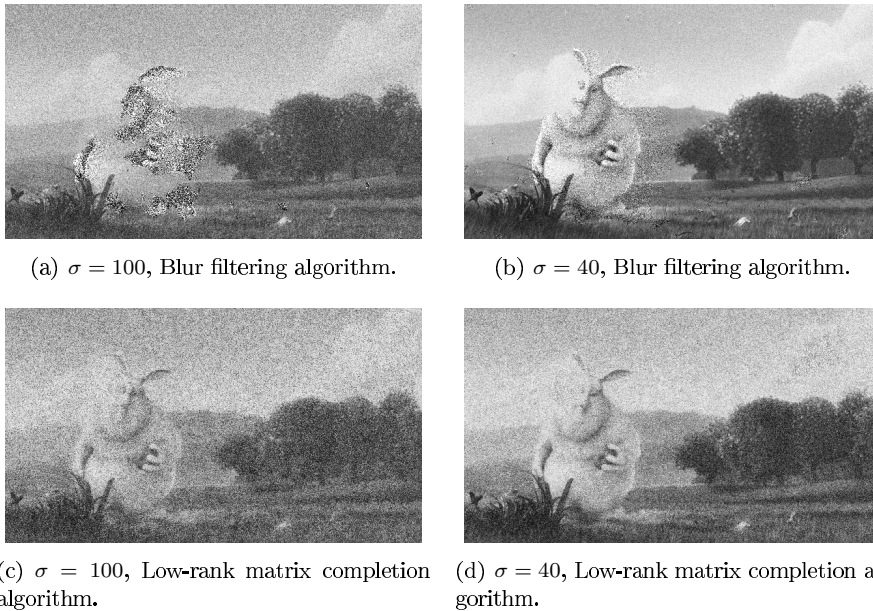 (a) σ = 100, Blur filtering algorithm.
(b) σ = 40, Blur filtering algorithm.
(c) σ = 100, Low-rank matrix completion
algorithm.
(d) σ = 40, Low-rank matrix completion a
gorithm.